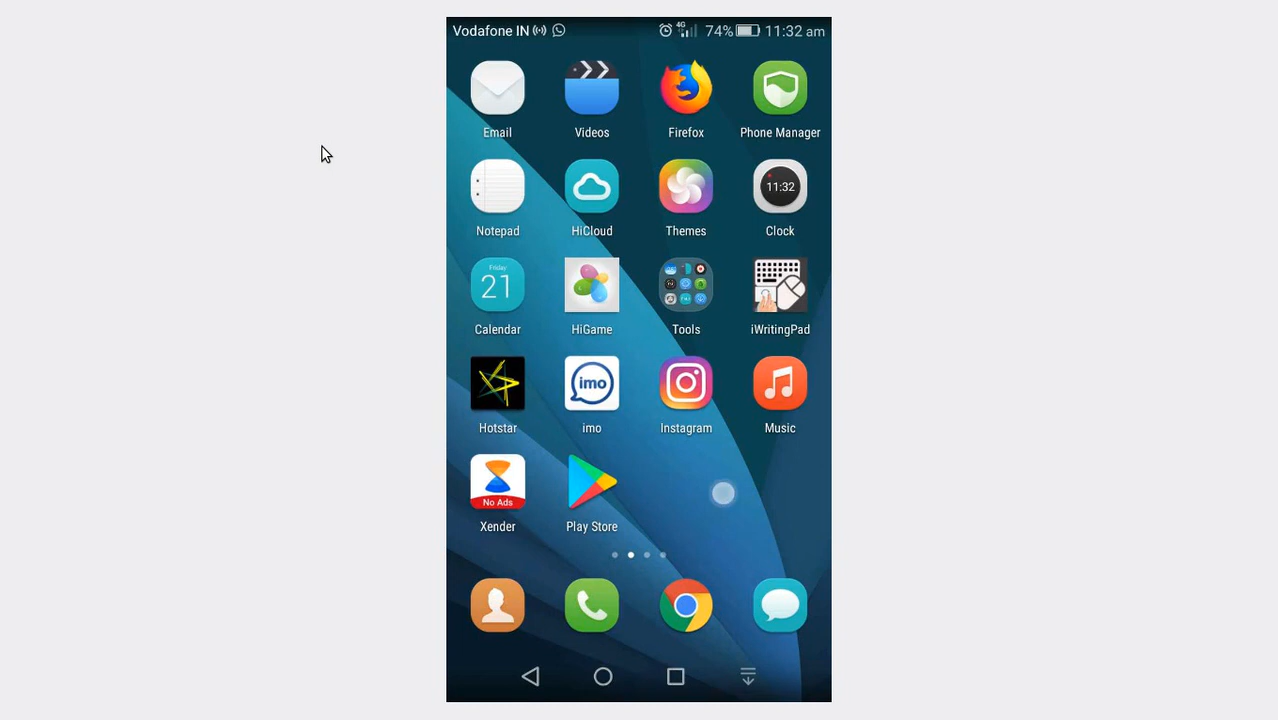 Vodafone IN 4G 74% 11:32 am
Email Videos Firefox Phone Manager
11:32
Notepad HiCloud Themes Clock
Friday
21
Calendar HiGame Tools iWritingPad
imo
Hotstar imo Instagram Music
No Ads
Xender Play Store